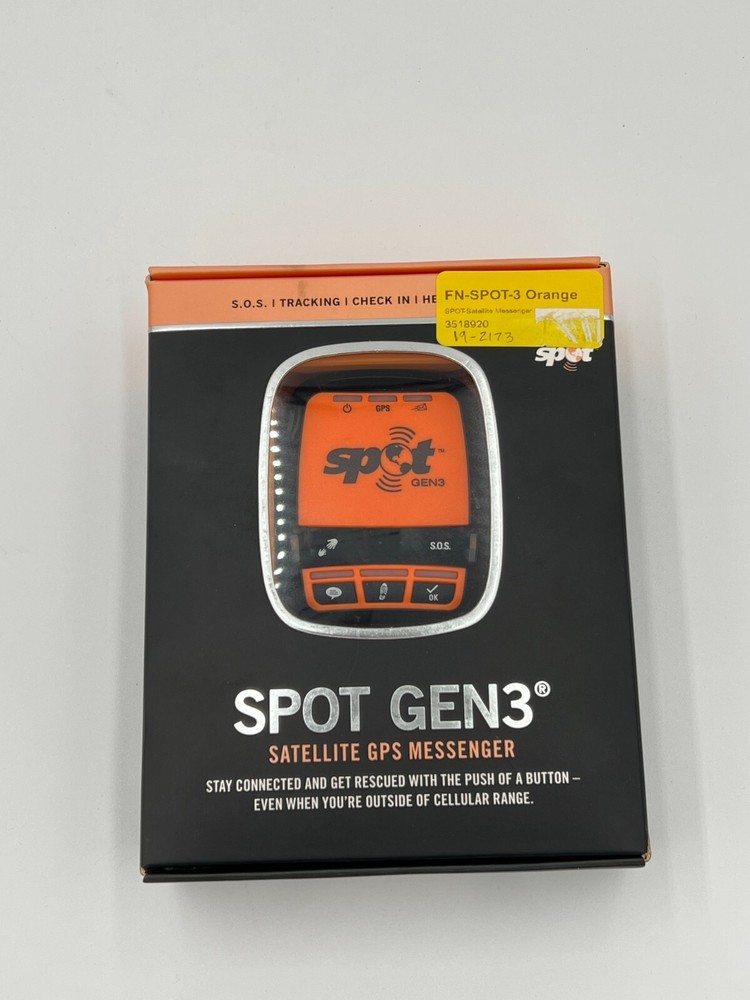 S.O.S. | TRACKING | CHECK IN | HE
FN-SPOT-3 Orange
SPOT-Satellite Messenger
3518920
19-2173
spot
GPS
spot™
GEN3
S.O.S.
OK
SPOT GEN3®
SATELLITE GPS MESSENGER
STAY CONNECTED AND GET RESCUED WITH THE PUSH OF A BUTTON –
EVEN WHEN YOU'RE OUTSIDE OF CELLULAR RANGE.